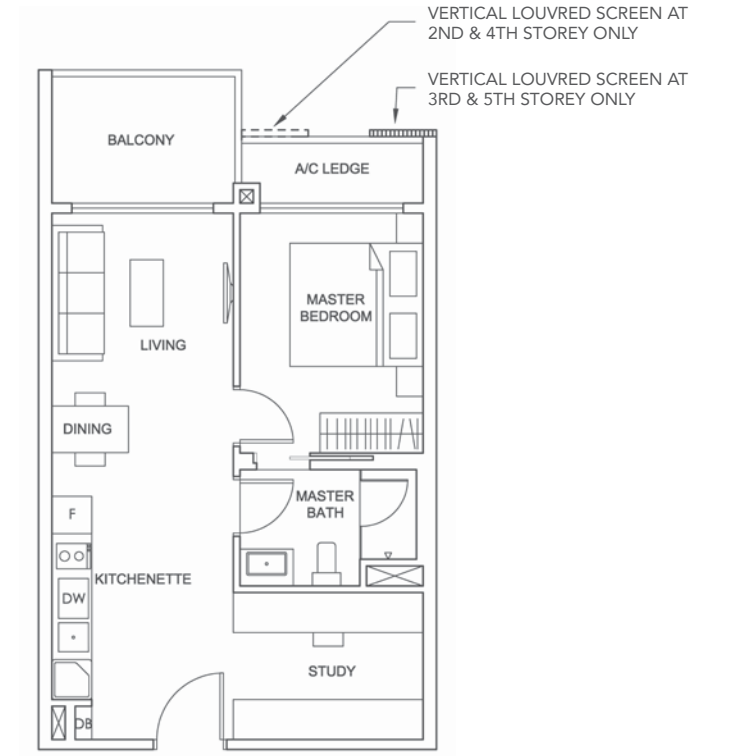 VERTICAL LOUVRED SCREEN AT
2ND & 4TH STOREY ONLY
VERTICAL LOUVRED SCREEN AT
3RD & 5TH STOREY ONLY
BALCONY
A/C LEDGE
MASTER
BEDROOM
LIVING
DINING
MASTER
BATH
F
KITCHENETTE
DW
STUDY
DB